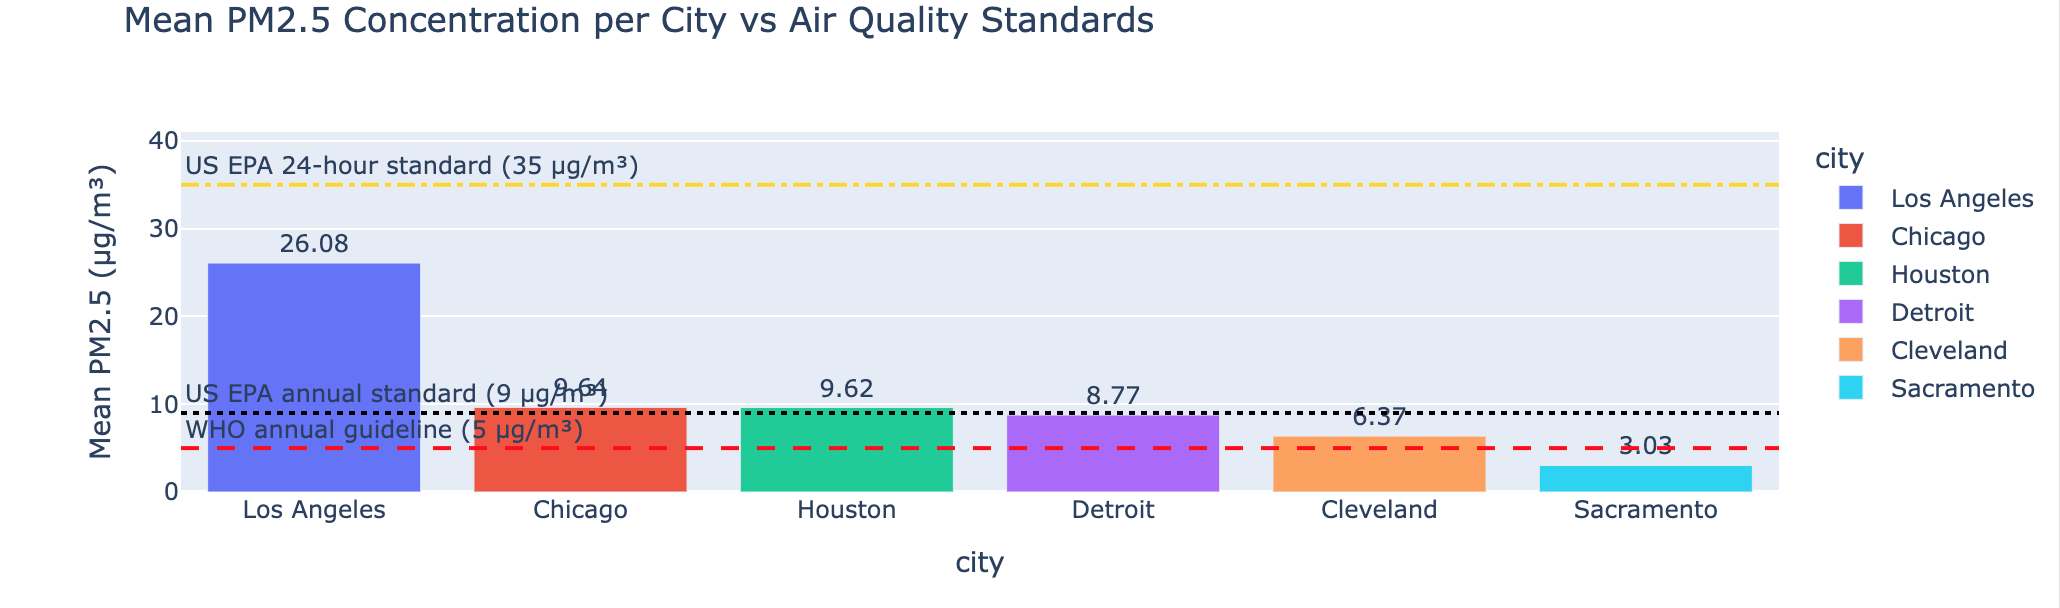 Mean PM2.5 Concentration per City vs Air Quality Standards
Mean PM2.5 (μg/m³)
40
30
20
10
0
US EPA 24-hour standard (35 μg/m³)
US EPA annual standard (9 μg/m³)
WHO annual guideline (5 μg/m³)
26.08
9.64
9.62
8.77
6.37
3.03
Los Angeles
Chicago
Houston
Detroit
Cleveland
Sacramento
city
city
Los Angeles
Chicago
Houston
Detroit
Cleveland
Sacramento